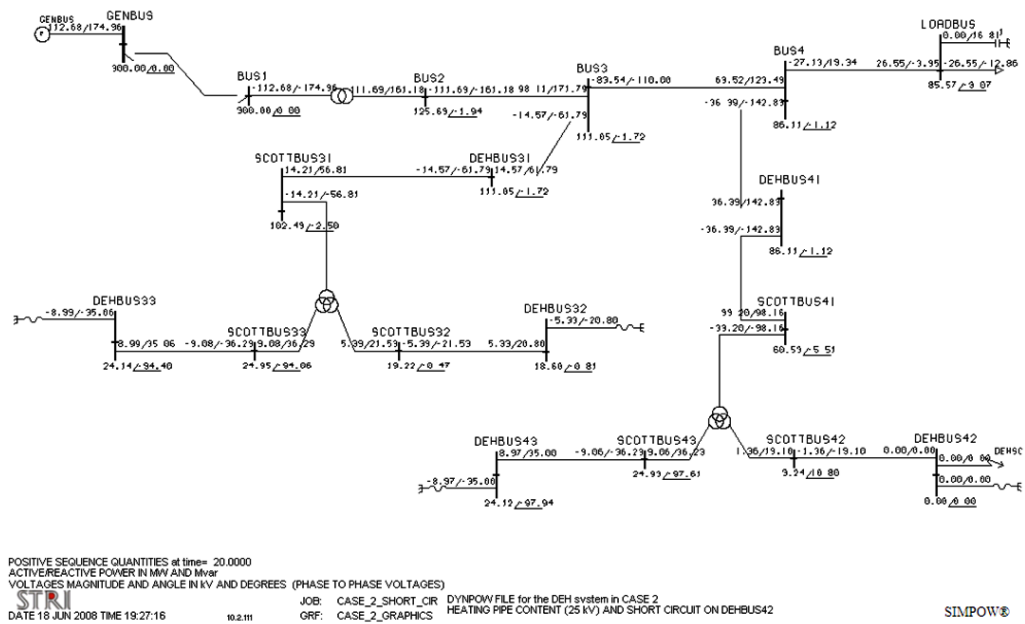 GENBUS GENBUS
112.68/174.96
300.00/0.00
BUS1
-112.68/-174.96
300.00/0.00
111.69/161.18
BUS2
-111.69/-161.18
125.69/-1.94
98 11/171.79
BUS3
-83.54/-110.00
-14.57/-61.79
111.05/-1.72
63.52/123.49
BUS4
-27.13/19.34
-36 39/-142.83
86.11/-1.12
LOADBUS
0.00/16 81
26.55/-3.95
-26.55/-12.86
85.57/-3.07
SCOTTBUS31
14.21/56.81
-14.21/-56.81
102.49/-2.50
DEHBUS31
-14.57/-61.79
14.57/61.79
111.05/-1.72
DEHBUS41
36.39/142.83
-36.39/-142.83
86.11/-1.12
DEHBUS33
-8.99/-35.06
8.99/35 06
24.14/-94.40
SCOTTBUS33
-9.08/-36.29
9.08/36.29
24.95/-94.06
SCOTTBUS32
5.39/21.53
-5.39/-21.53
19.22/0 47
DEHBUS32
-5.33/-20.80
5.33/20.80
18.60/0 81
SCOTTBUS41
39 20/98.16
-39.20/-98.16
60.59/-5 51
DEHBUS43
8.97/35.00
-8.97/-35.00
24.12/-97.94
SCOTTBUS43
-9.06/-36.23
9.06/36.23
24.93/-97.61
SCOTTBUS42
1.36/19.10
-1.36/-19.10
3.24/10 80
DEHBUS42
0.00/0.00
0.00/0.00
0.00/0.00
0.00/0.00
POSITIVE SEQUENCE QUANTITIES at time= 20.0000
ACTIVE/REACTIVE POWER IN MW AND Mvar
VOLTAGES MAGNITUDE AND ANGLE IN kV AND DEGREES (PHASE TO PHASE VOLTAGES)
STRI
JOB: CASE_2_SHORT_CIR DYNPOW FILE for the DEH system in CASE 2
DATE 18 JUN 2008 TIME 19:27:16 10.2.111 GRF: CASE_2_GRAPHICS HEATING PIPE CONTENT (25 kV) AND SHORT CIRCUIT ON DEHBUS42
SIMPOW®